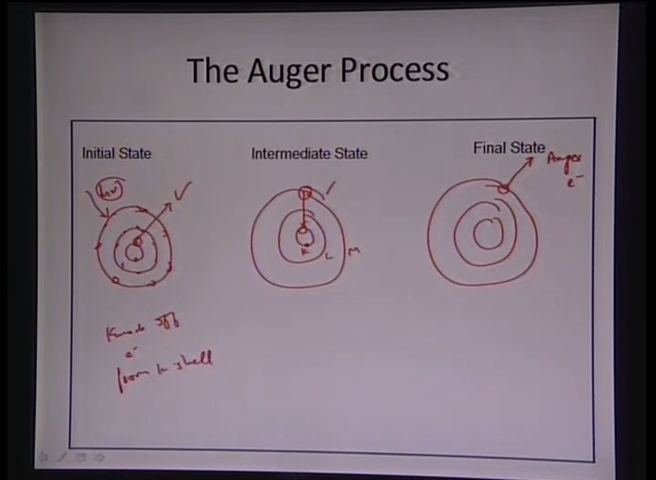 The Auger Process
Initial State
Intermediate State
Final State
Auger
e-
hν
K
L
M
Knock off
e-
from k shell